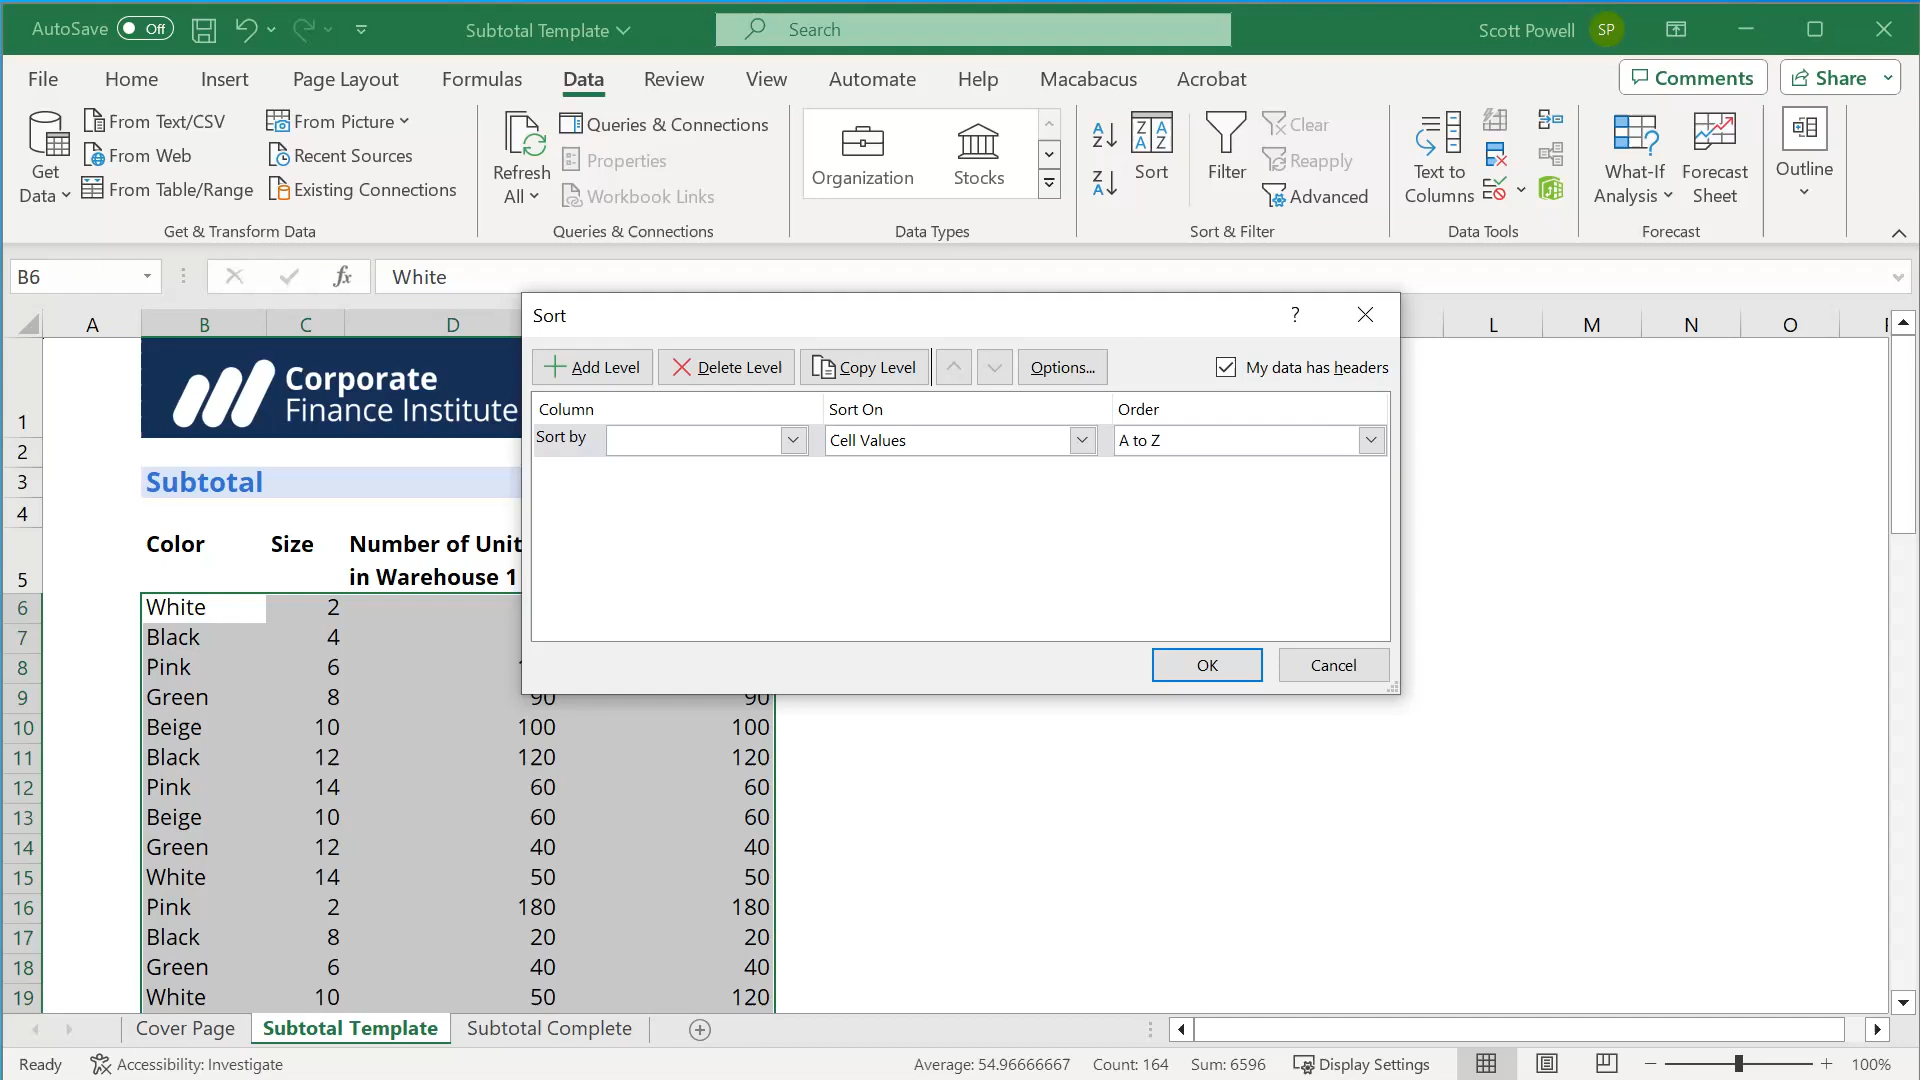 AutoSave Off Subtotal Template Search Scott Powell SP
File Home Insert Page Layout Formulas Data Review View Automate Help Macabacus Acrobat Comments Share
Get Data
From Text/CSV
From Web
From Table/Range
From Picture
Recent Sources
Existing Connections
Get & Transform Data
Refresh All
Queries & Connections
Properties
Workbook Links
Queries & Connections
Organization Stocks
Data Types
Sort
Filter
Clear
Reapply
Advanced
Sort & Filter
Text to Columns
Data Tools
What-If Analysis
Forecast Sheet
Forecast
Outline
B6 fx White
A B C D L M N O
Sort ?
Add Level Delete Level Copy Level Options... My data has headers
Column Sort On Order
Sort by Cell Values A to Z
OK Cancel
1 Corporate
Finance Institute
2
3 Subtotal
4
Color Size Number of Unit
5 in Warehouse 1
6 White 2
7 Black 4
8 Pink 6
9 Green 8 90 90
10 Beige 10 100 100
11 Black 12 120 120
12 Pink 14 60 60
13 Beige 10 60 60
14 Green 12 40 40
15 White 14 50 50
16 Pink 2 180 180
17 Black 8 20 20
18 Green 6 40 40
19 White 10 50 120
Cover Page Subtotal Template Subtotal Complete
Ready Accessibility: Investigate Average: 54.96666667 Count: 164 Sum: 6596 Display Settings 100%